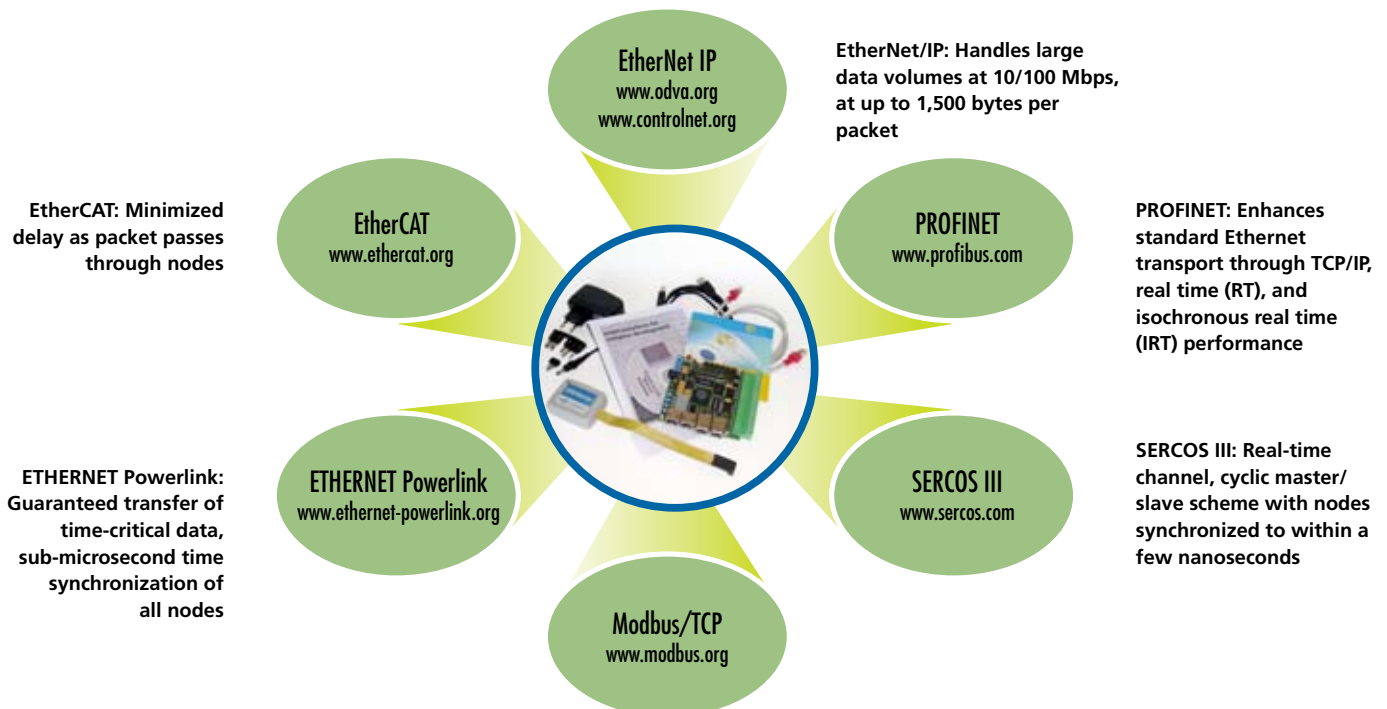 EtherNet IP
www.odva.org
www.controlnet.org
EtherNet/IP: Handles large
data volumes at 10/100 Mbps,
at up to 1,500 bytes per
packet
EtherCAT: Minimized
delay as packet passes
through nodes
EtherCAT
www.ethercat.org
PROFINET
www.profibus.com
PROFINET: Enhances
standard Ethernet
transport through TCP/IP,
real time (RT), and
isochronous real time
(IRT) performance
ETHERNET Powerlink:
Guaranteed transfer of
time-critical data,
sub-microsecond time
synchronization of
all nodes
ETHERNET Powerlink
www.ethernet-powerlink.org
SERCOS III
www.sercos.com
SERCOS III: Real-time
channel, cyclic master/
slave scheme with nodes
synchronized to within a
few nanoseconds
Modbus/TCP
www.modbus.org